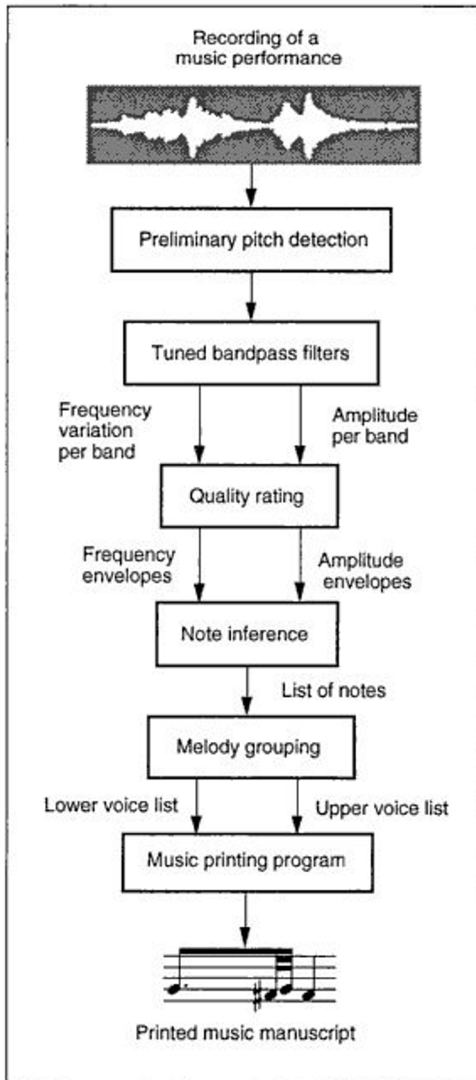 Recording of a
music performance
Preliminary pitch detection
Tuned bandpass filters
Frequency
variation
per band
Amplitude
per band
Quality rating
Frequency
envelopes
Amplitude
envelopes
Note inference
List of notes
Melody grouping
Lower voice list
Upper voice list
Music printing program
Printed music manuscript